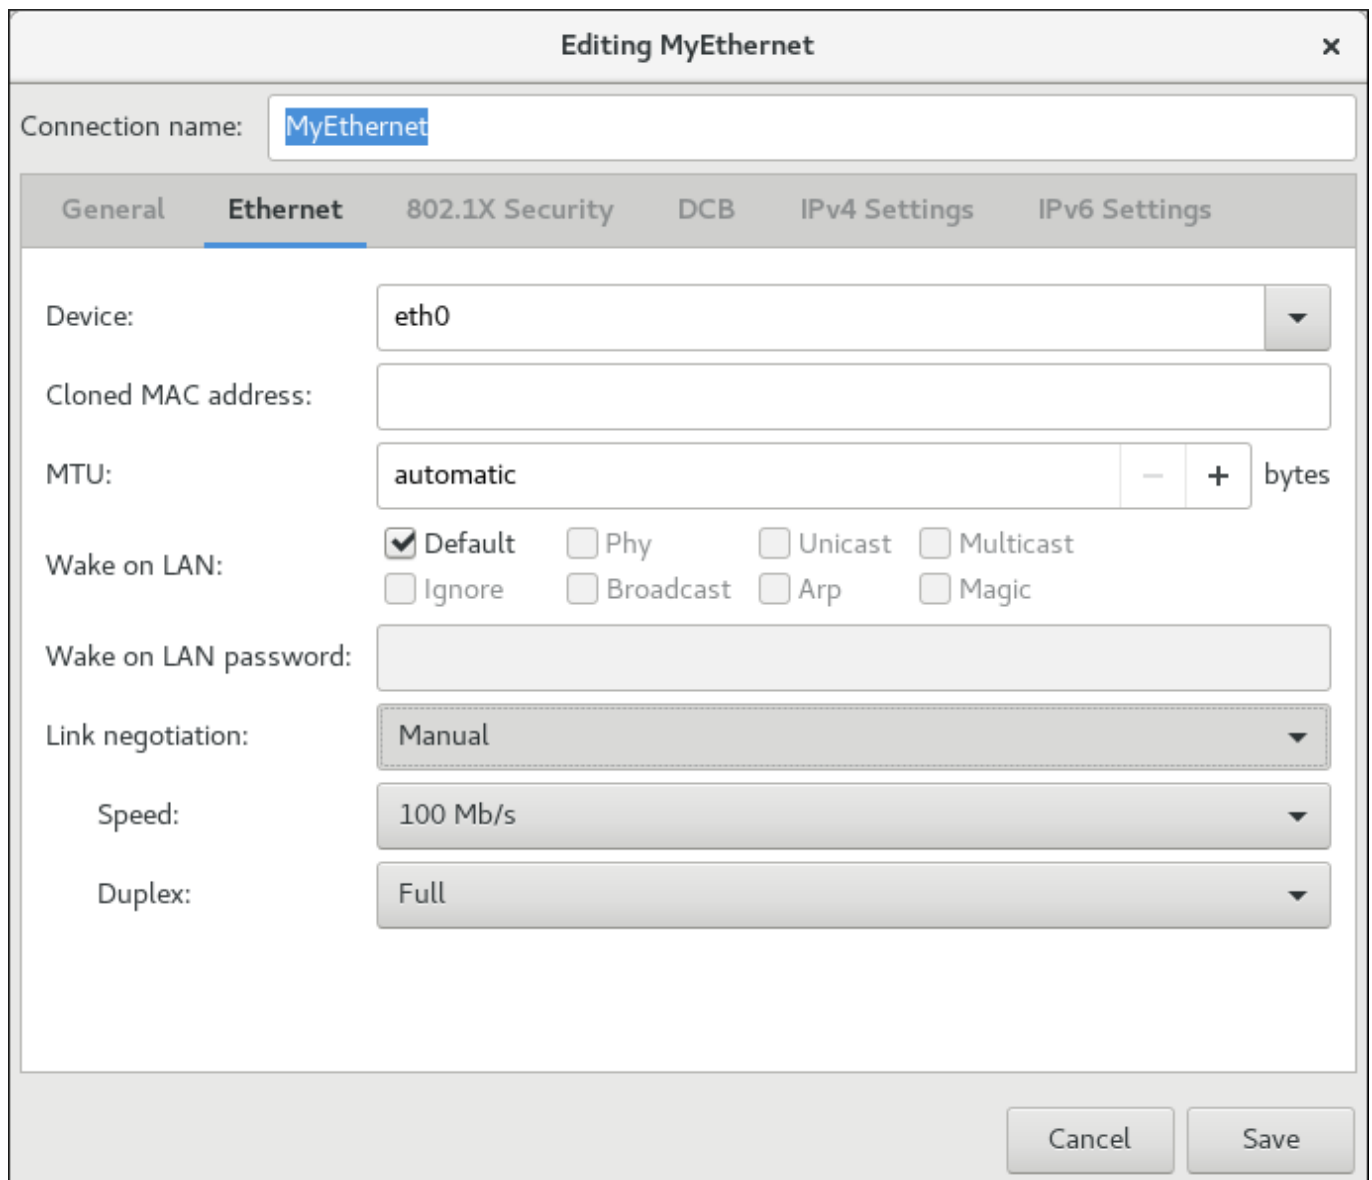 Editing MyEthernet
Connection name: MyEthernet
General Ethernet 802.1X Security DCB IPv4 Settings IPv6 Settings
Device: eth0
Cloned MAC address:
MTU: automatic bytes
Wake on LAN:
Default Phy Unicast Multicast
Ignore Broadcast Arp Magic
Wake on LAN password:
Link negotiation: Manual
Speed: 100 Mb/s
Duplex: Full
Cancel Save